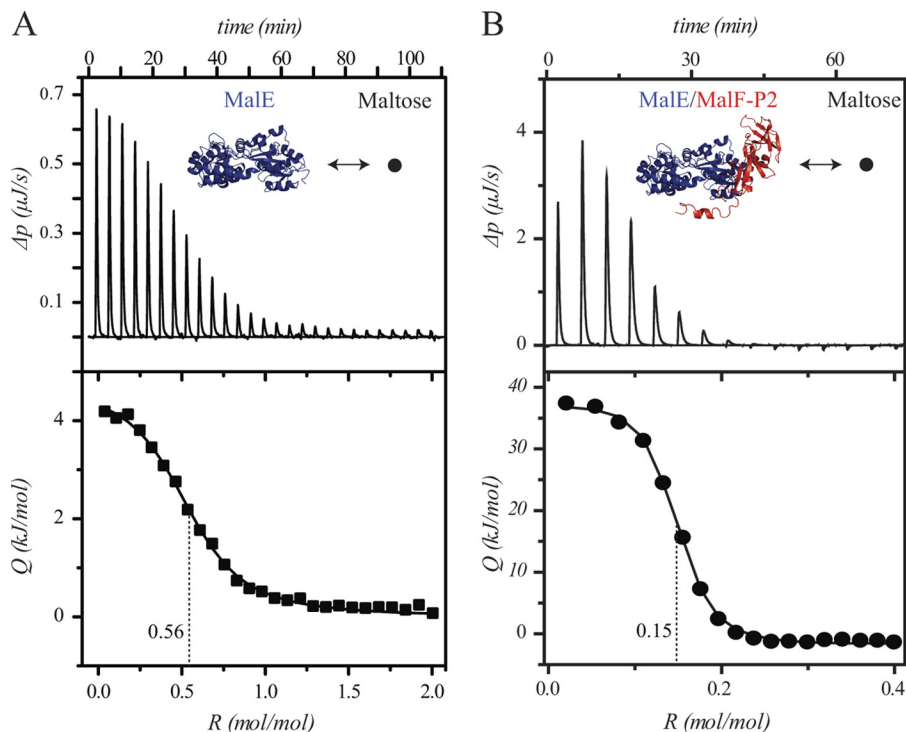 A
time (min)
0 20 40 60 80 100
MalE
Maltose
0.7
0.5
0.3
0.1
Δp (μJ/s)
4
2
0
Q (kJ/mol)
0.56
0.0 0.5 1.0 1.5 2.0
R (mol/mol)
B
time (min)
0 30 60
MalE/MalF-P2
Maltose
4
2
0
Δp (μJ/s)
40
30
20
10
0
Q (kJ/mol)
0.15
0.0 0.2 0.4
R (mol/mol)